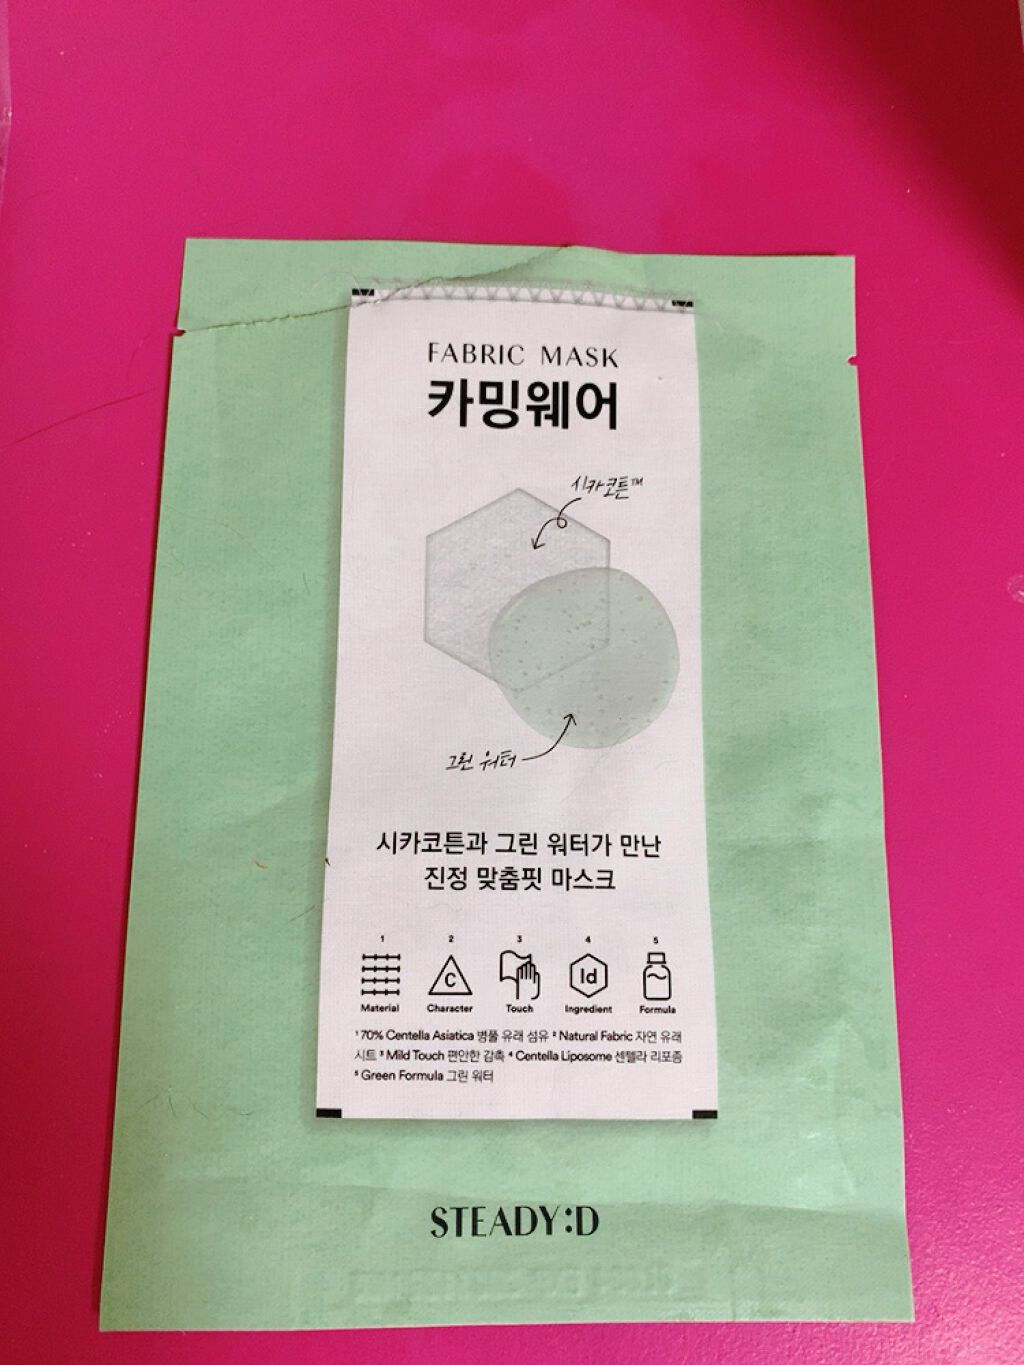 FABRIC MASK
카밍웨어
시카코튼™
그린 워터
시카코튼과 그린 워터가 만난
진정 맞춤핏 마스크
1 2 3 4 5
C Id
Material Character Touch Ingredient Formula
¹ 70% Centella Asiatica 병풀 유래 섬유 ² Natural Fabric 자연 유래
시트 ³ Mild Touch 편안한 감촉 ⁴ Centella Liposome 센텔라 리포좀
⁵ Green Formula 그린 워터
STEADY:D